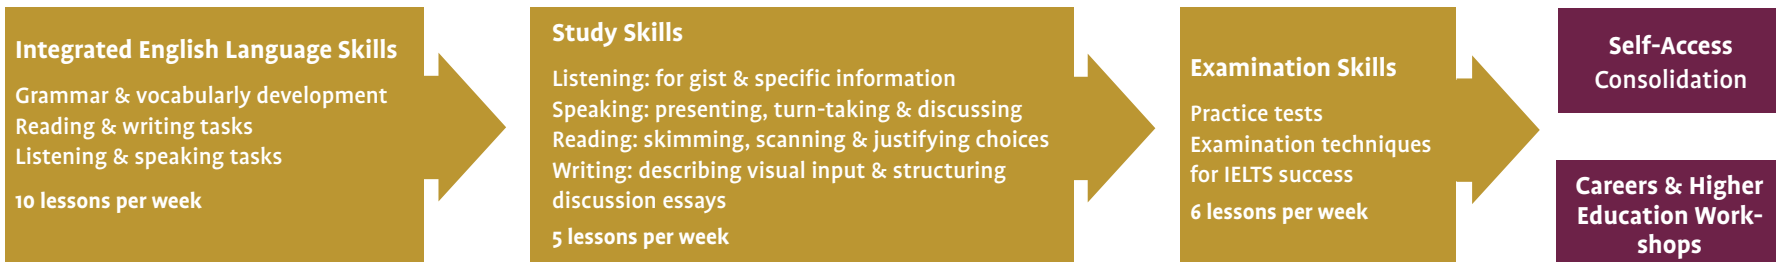 Integrated English Language Skills
Grammar & vocabularly development
Reading & writing tasks
Listening & speaking tasks
10 lessons per week
Study Skills
Listening: for gist & specific information
Speaking: presenting, turn-taking & discussing
Reading: skimming, scanning & justifying choices
Writing: describing visual input & structuring
discussion essays
5 lessons per week
Examination Skills
Practice tests
Examination techniques
for IELTS success
6 lessons per week
Self-Access
Consolidation
Careers & Higher
Education Work-
shops